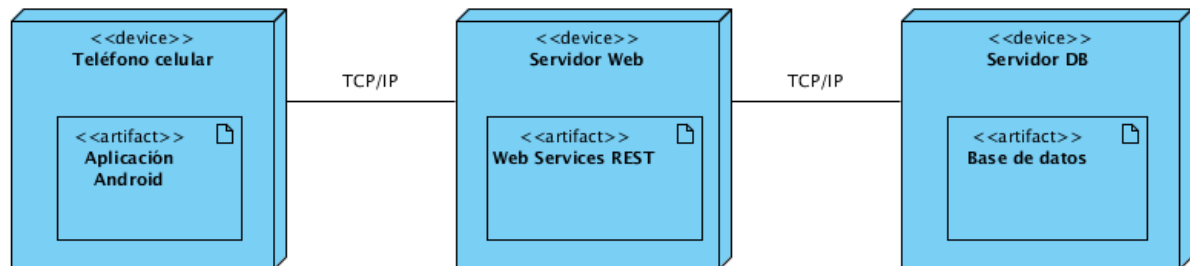 <<device>>
Teléfono celular
<<artifact>>
Aplicación
Android
TCP/IP
<<device>>
Servidor Web
<<artifact>>
Web Services REST
TCP/IP
<<device>>
Servidor DB
<<artifact>>
Base de datos